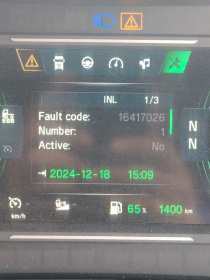 INL 1/3
Fault code: 16417026
Number: 1
Active: No
2024-12-18 15:09
N
N
km/h
65 % 1400 km